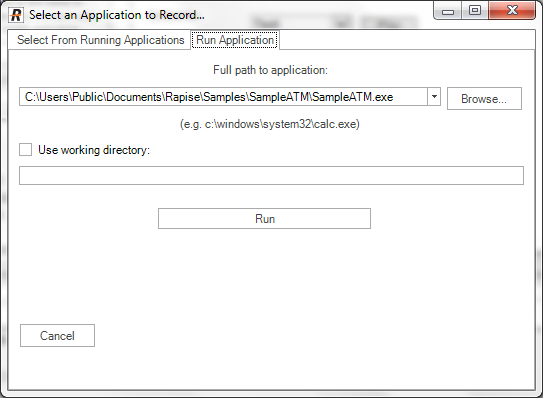 Select an Application to Record...
Select From Running Applications Run Application
Full path to application:
C:\Users\Public\Documents\Rapise\Samples\SampleATM\SampleATM.exe Browse...
(e.g. c:\windows\system32\calc.exe)
Use working directory:
Run
Cancel